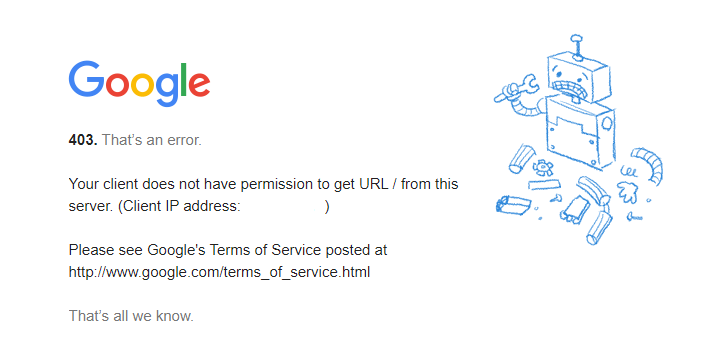 Google
403. That’s an error.
Your client does not have permission to get URL / from this
server. (Client IP address: )
Please see Google's Terms of Service posted at
http://www.google.com/terms_of_service.html
That’s all we know.